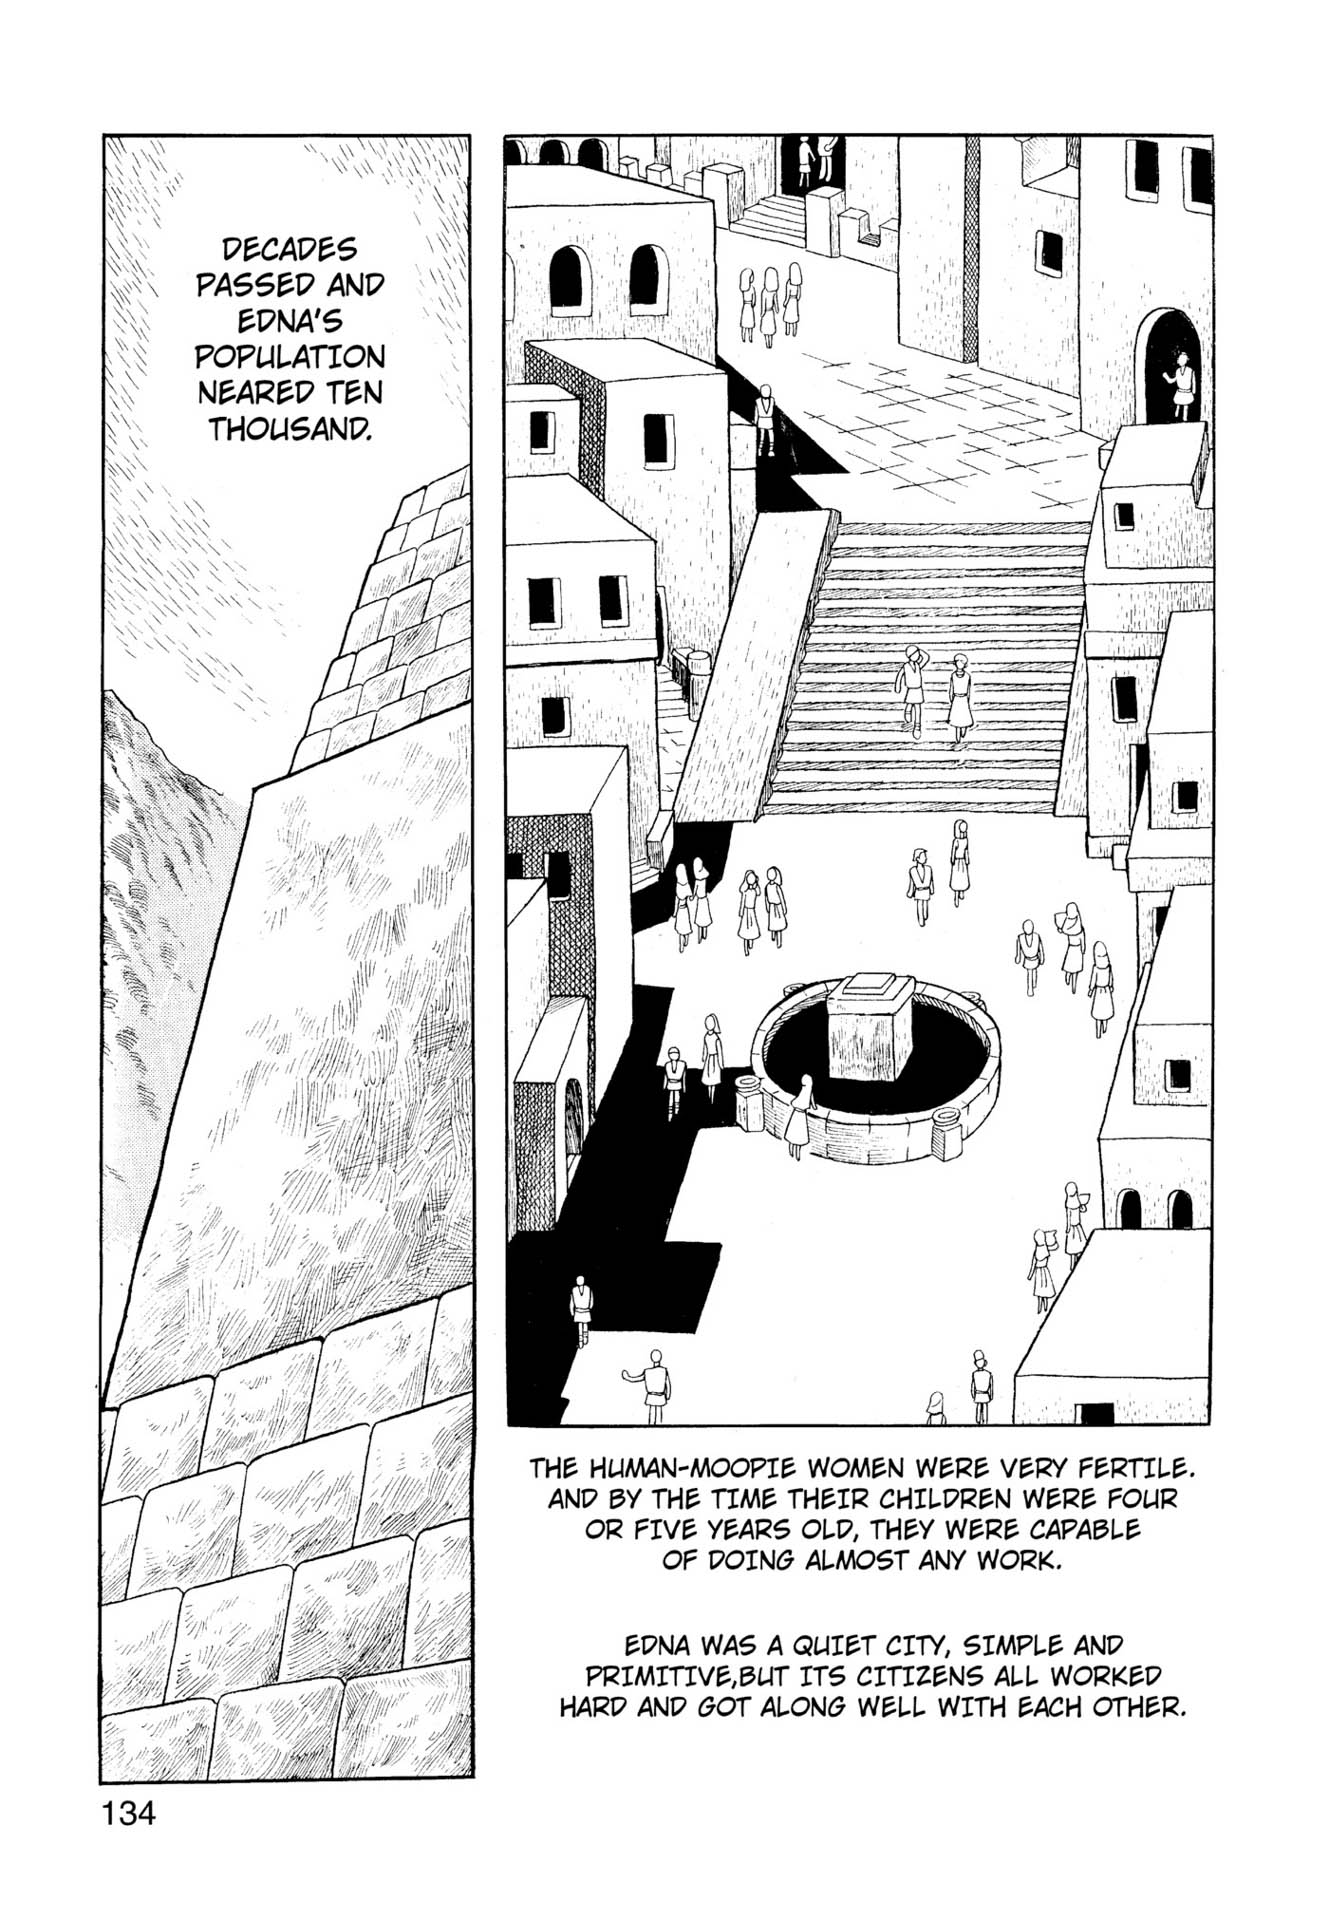 DECADES
PASSED AND
EDNA'S
POPULATION
NEARED TEN
THOUSAND.
THE HUMAN-MOOPIE WOMEN WERE VERY FERTILE.
AND BY THE TIME THEIR CHILDREN WERE FOUR
OR FIVE YEARS OLD, THEY WERE CAPABLE
OF DOING ALMOST ANY WORK.
EDNA WAS A QUIET CITY, SIMPLE AND
PRIMITIVE,BUT ITS CITIZENS ALL WORKED
HARD AND GOT ALONG WELL WITH EACH OTHER.
134